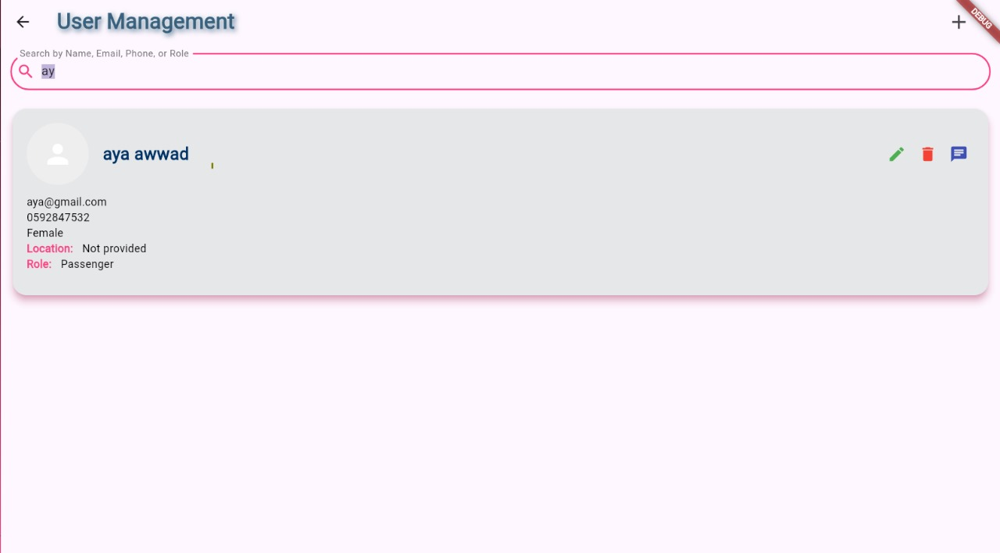 User Management
DEBUG
Search by Name, Email, Phone, or Role
ay
aya awwad
aya@gmail.com
0592847532
Female
Location: Not provided
Role: Passenger